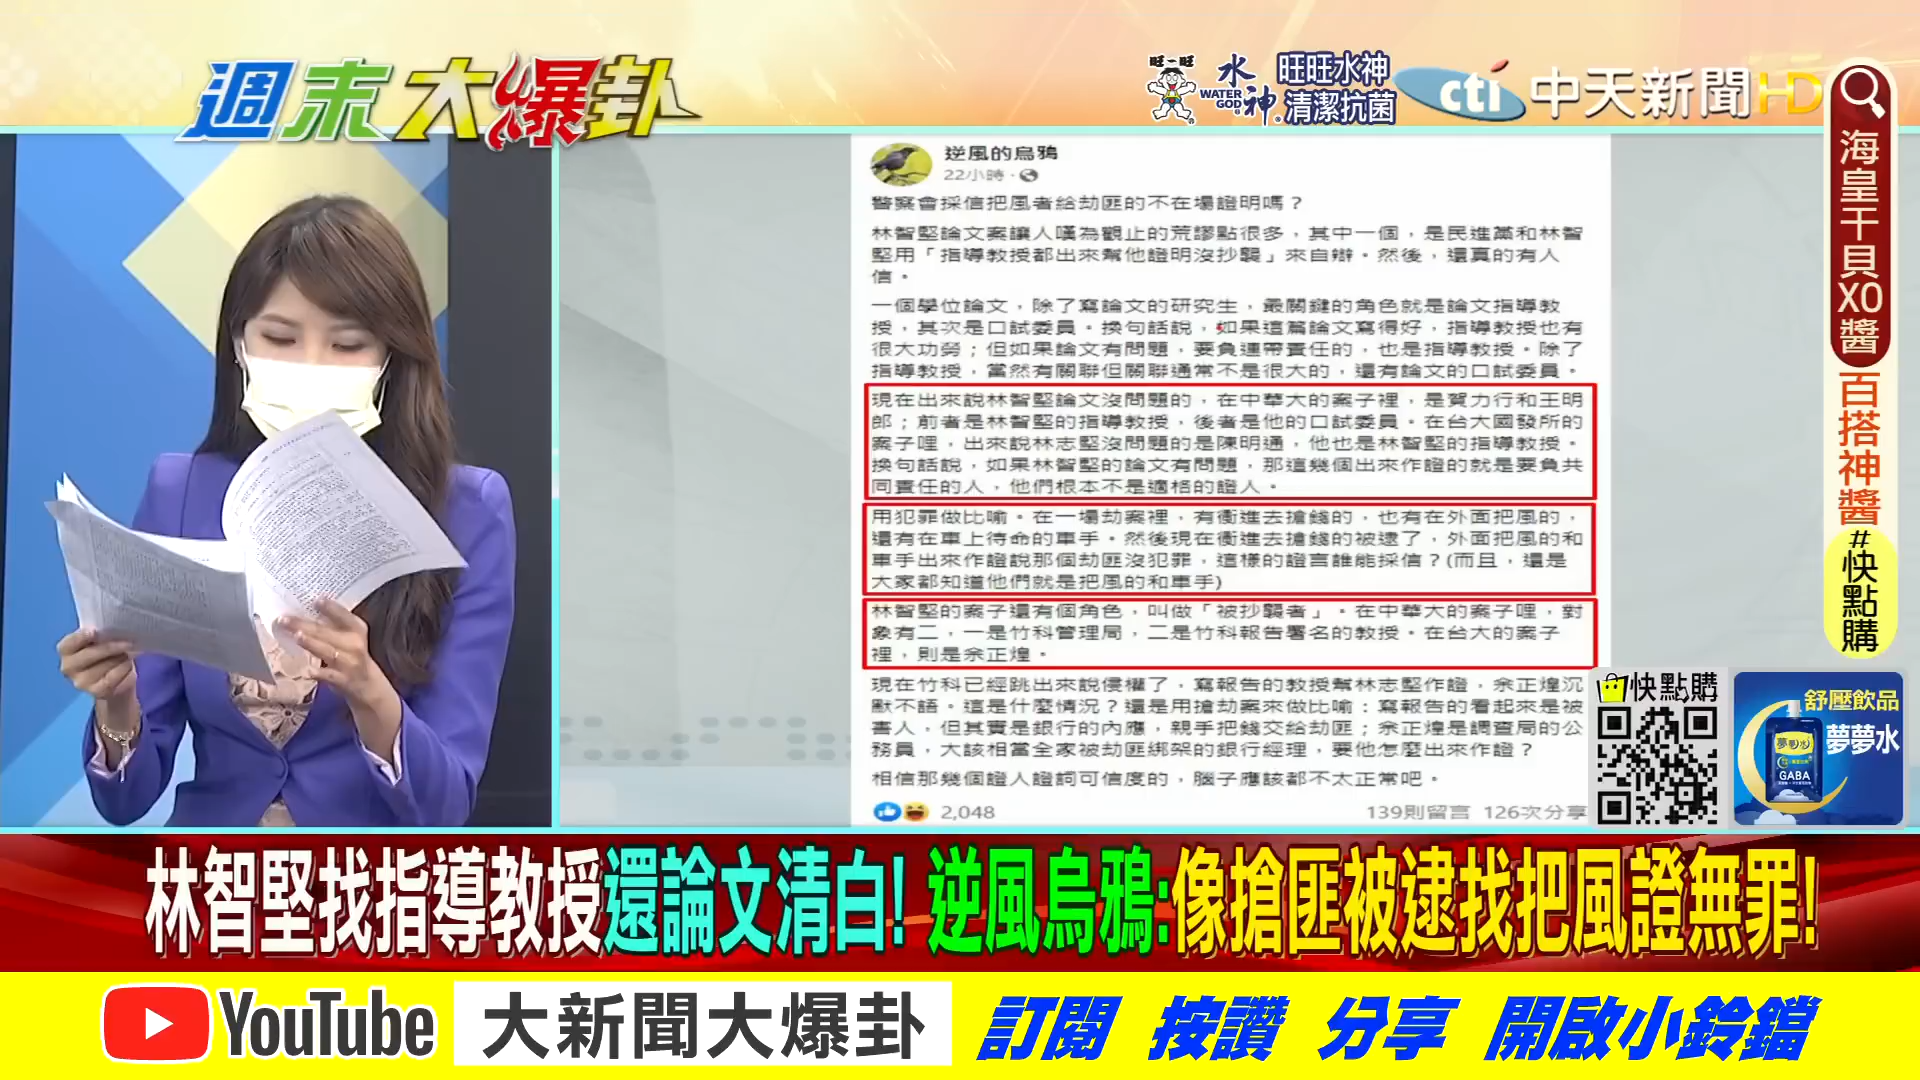 週末大爆卦
旺一旺
水神
WATER GOD
旺旺水神
清潔抗菌
cti 中天新聞HD
海皇干貝XO醬
百搭神醬
#快點購
逆風的烏鴉
22小時
警察會採信把風者給劫匪的不在場證明嗎？
林智堅論文案讓人嘆為觀止的荒謬點很多，其中一個，是民進黨和林智
堅用「指導教授都出來幫他證明沒抄襲」來自辯。然後，還真的有人
信。
一個學位論文，除了寫論文的研究生，最關鍵的角色就是論文指導教
授，其次是口試委員。換句話說，如果這篇論文寫得好，指導教授也有
很大功勞；但如果論文有問題，要負連帶責任的，也是指導教授。除了
指導教授，當然有關聯但關聯通常不是很大的，還有論文的口試委員。
現在出來說林智堅論文沒問題的，在中華大的案子裡，是賀力行和王明
郎；前者是林智堅的指導教授，後者是他的口試委員。在台大國發所的
案子哩，出來說林志堅沒問題的是陳明通，他也是林智堅的指導教授。
換句話說，如果林智堅的論文有問題，那這幾個出來作證的就是要負共
同責任的人，他們根本不是適格的證人。
用犯罪做比喻。在一場劫案裡，有衝進去搶錢的，也有在外面把風的，
還有在車上待命的車手。然後現在衝進去搶錢的被逮了，外面把風的和
車手出來作證說那個劫匪沒犯罪，這樣的證言誰能採信？(而且，還是
大家都知道他們就是把風的和車手)
林智堅的案子還有個角色，叫做「被抄襲者」。在中華大的案子哩，對
象有二，一是竹科管理局，二是竹科報告署名的教授。在台大的案子
裡，則是余正煌。
現在竹科已經跳出來說侵權了，寫報告的教授幫林志堅作證，余正煌沉
默不語。這是什麼情況？還是用搶劫案來做比喻：寫報告的看起來是被
害人，但其實是銀行的內應，親手把錢交給劫匪；余正煌是調查局的公
務員，大該相當全家被劫匪綁架的銀行經理，要他怎麼出來作證？
相信那幾個證人證詞可信度的，腦子應該都不太正常吧。
2,048
139則留言 126次分享
快點購
舒壓飲品
夢夢水
夢夢水
GABA
林智堅找指導教授還論文清白! 逆風烏鴉:像搶匪被逮找把風證無罪!
YouTube 大新聞大爆卦 訂閱 按讚 分享 開啟小鈴鐺